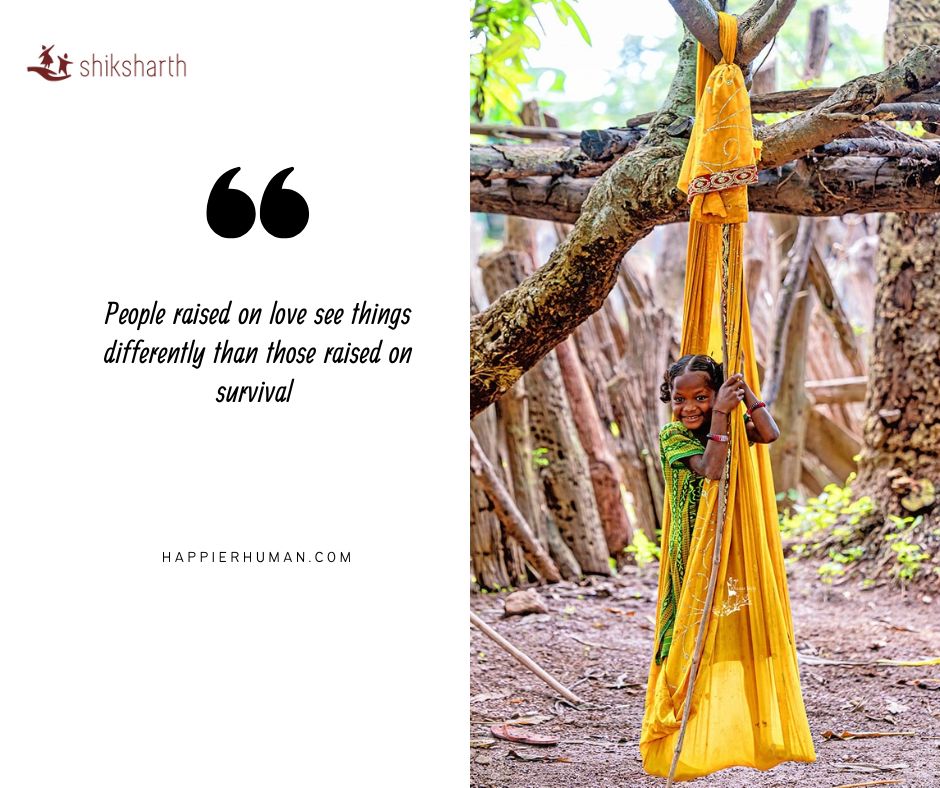 shiksharth
People raised on love see things
differently than those raised on
survival
HAPPIERHUMAN.COM